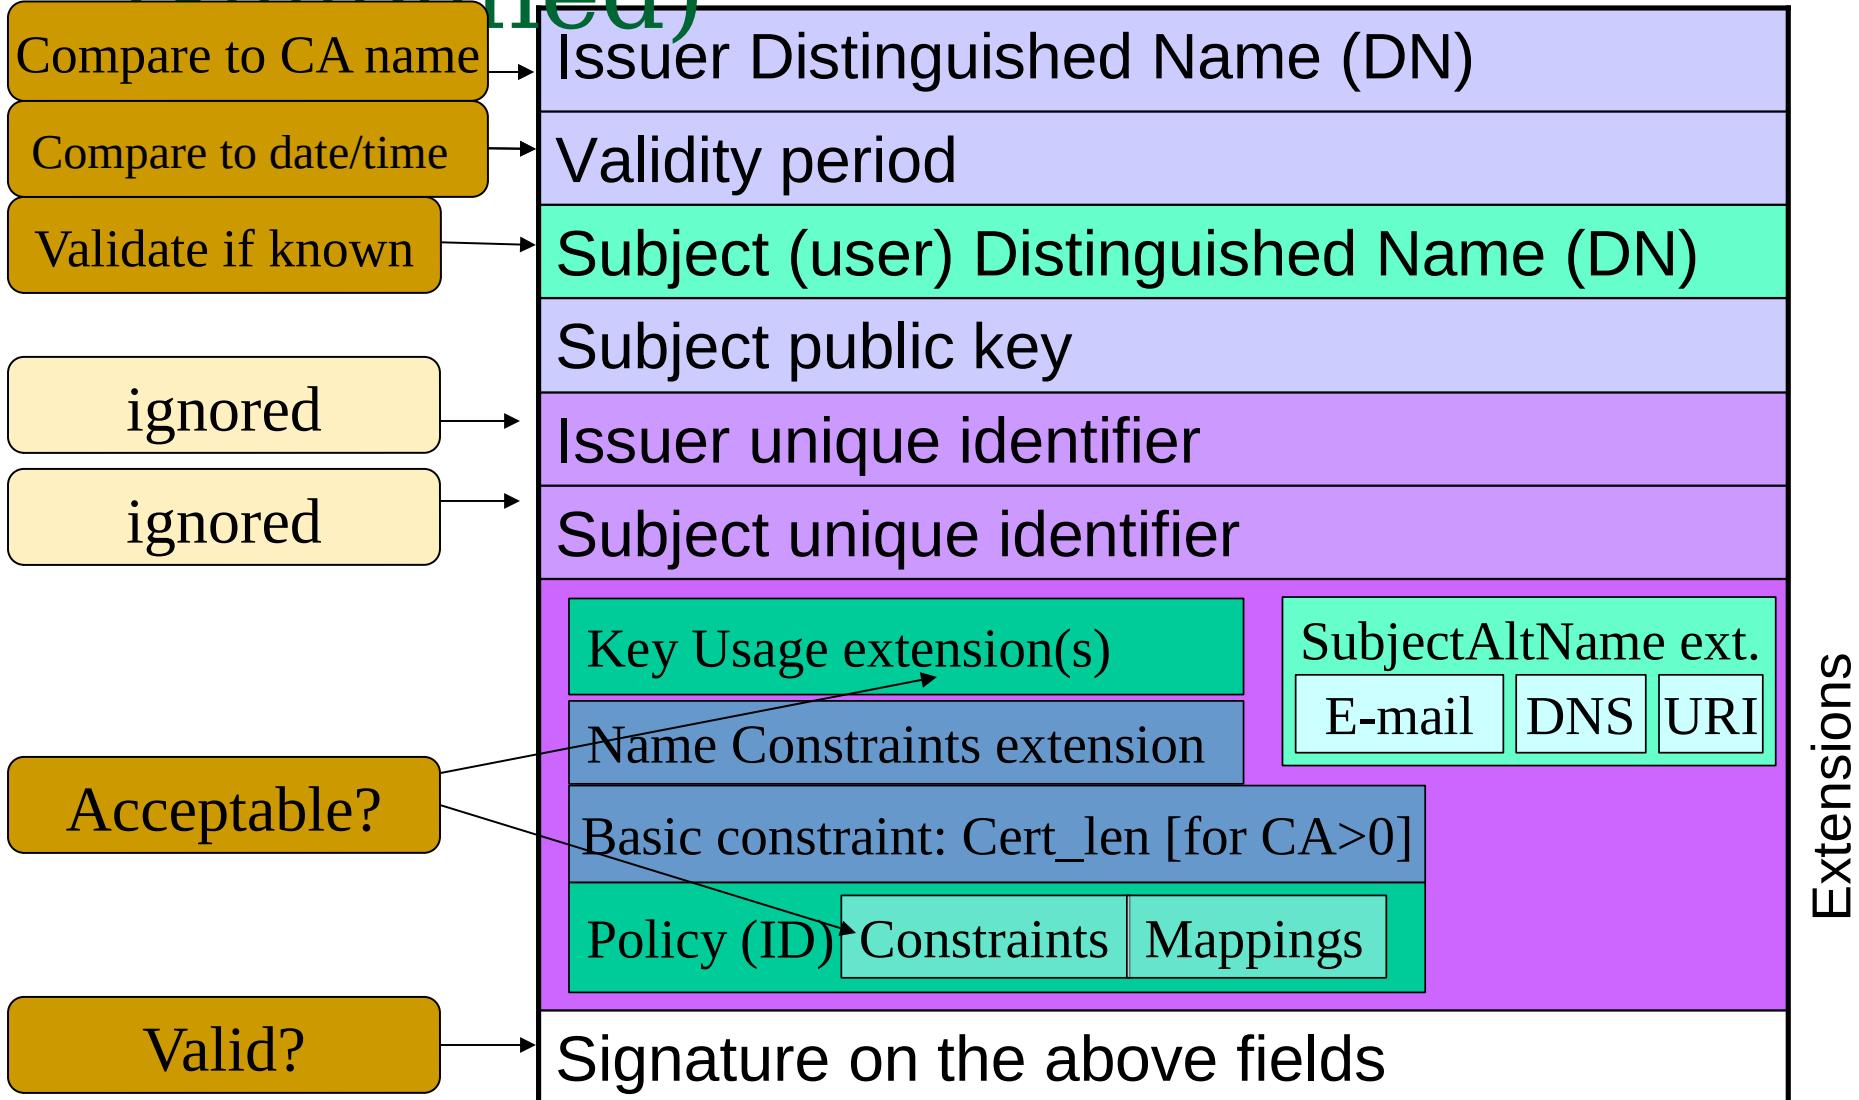 Compare to CA name
Issuer Distinguished Name (DN)
Compare to date/time
Validity period
Validate if known
Subject (user) Distinguished Name (DN)
Subject public key
ignored
Issuer unique identifier
ignored
Subject unique identifier
Key Usage extension(s)
SubjectAltName ext.
E-mail DNS URI
Name Constraints extension
Acceptable?
Basic constraint: Cert_len [for CA>0]
Policy (ID) Constraints Mappings
Extensions
Valid?
Signature on the above fields